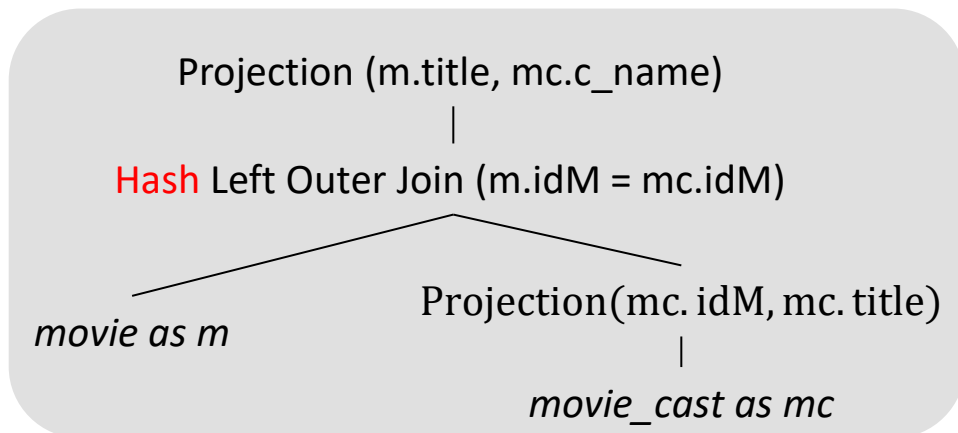 Projection (m.title, mc.c_name)
Hash Left Outer Join (m.idM = mc.idM)
Projection(mc. idM, mc. title)
movie as m
movie_cast as mc